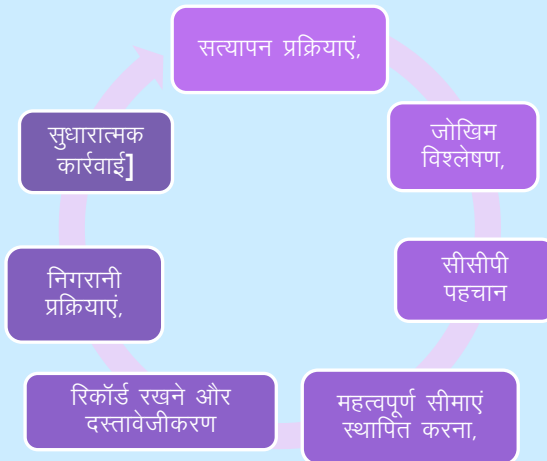 सत्यापन प्रक्रियाएं,
जोखिम
विश्लेषण,
सीसीपी
पहचान
महत्वपूर्ण सीमाएं
स्थापित करना,
रिकॉर्ड रखने और
दस्तावेजीकरण
निगरानी
प्रक्रियाएं,
सुधारात्मक
कार्रवाई]